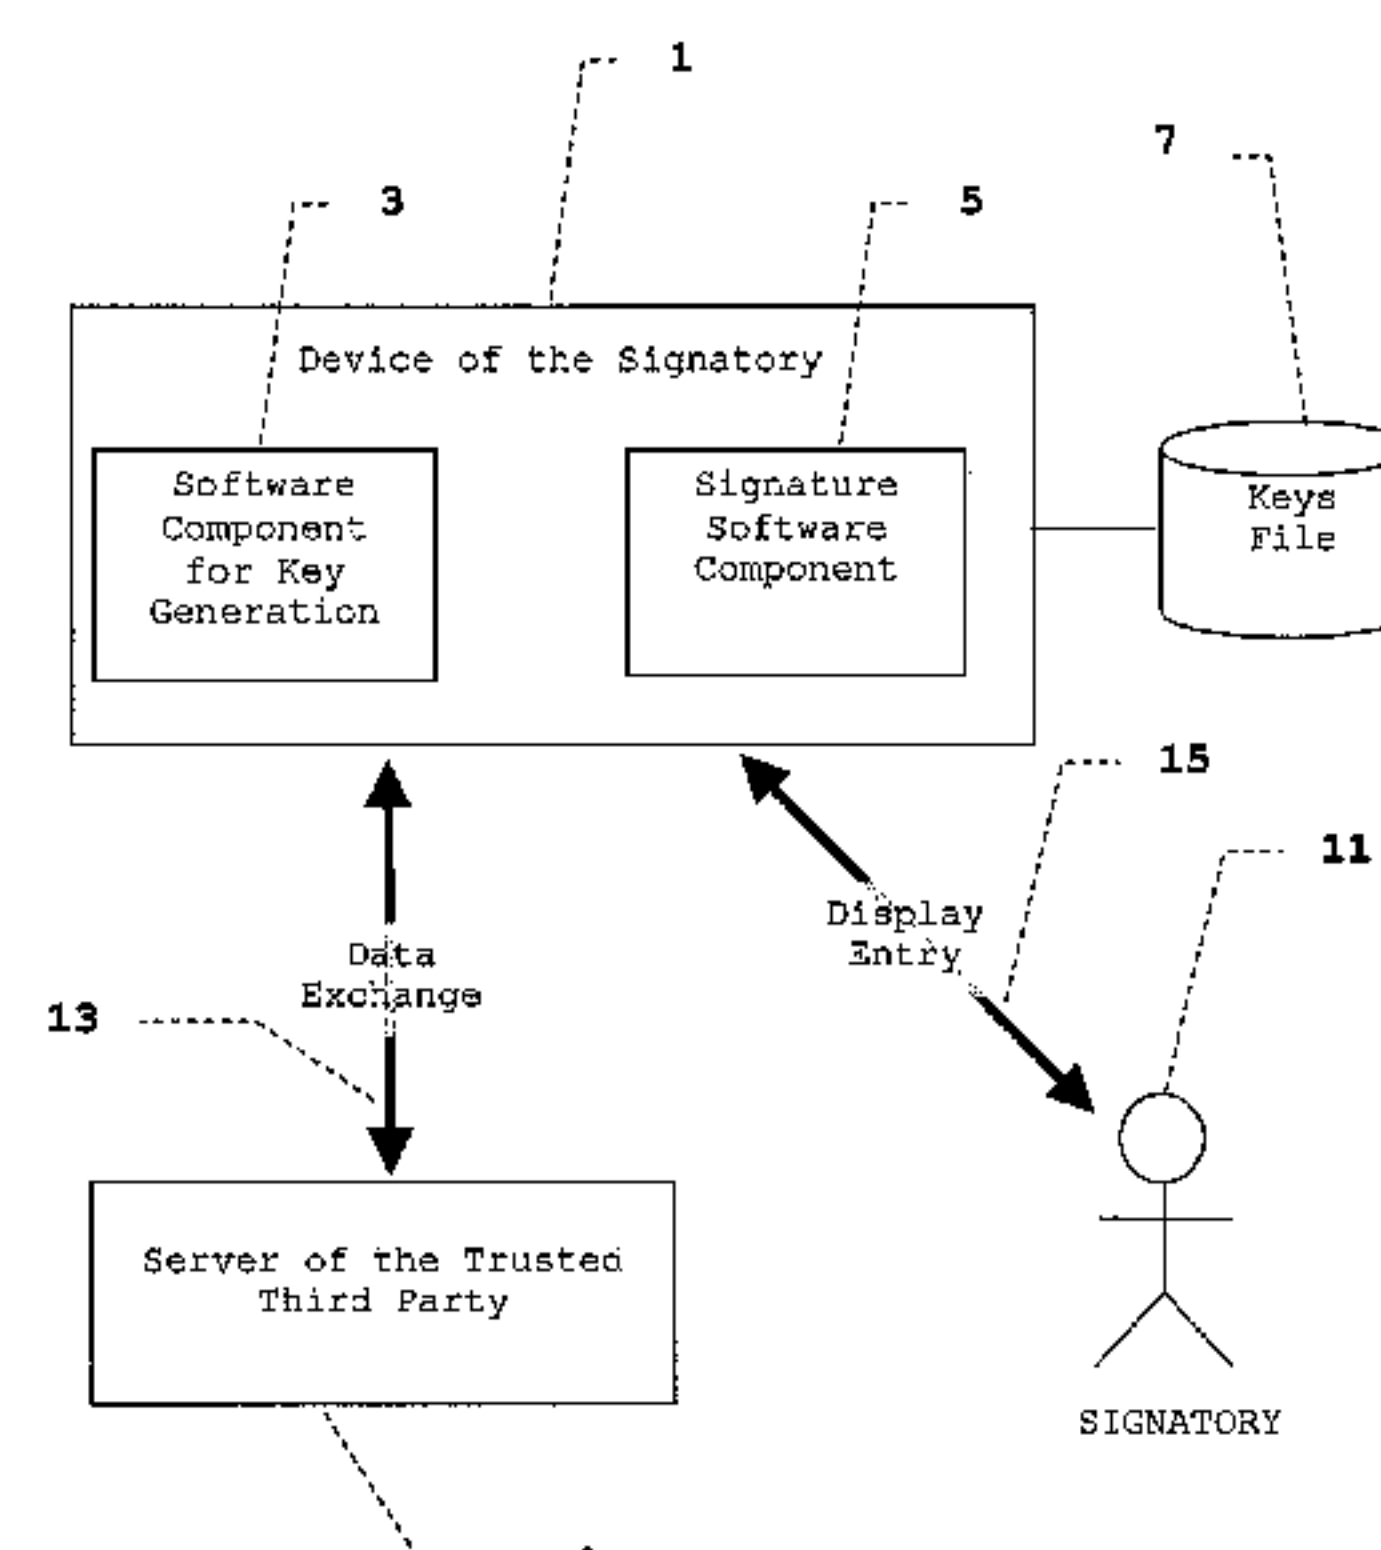 1
7
3
5
Device of the Signatory
Software
Component
for Key
Generation
Signature
Software
Component
Keys
File
15
11
Display
Entry
Data
Exchange
13
Server of the Trusted
Third Party
SIGNATORY